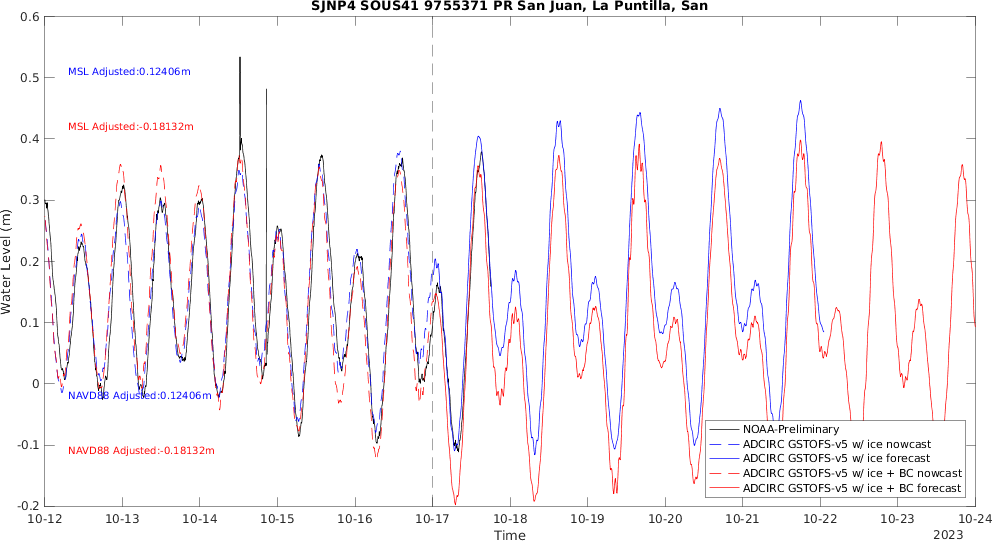 SJNP4 SOUS41 9755371 PR San Juan, La Puntilla, San
0.6
0.5
0.4
0.3
0.2
0.1
0
-0.1
-0.2
Water Level (m)
MSL Adjusted:0.12406m
MSL Adjusted:-0.18132m
NAVD88 Adjusted:0.12406m
NAVD88 Adjusted:-0.18132m
NOAA-Preliminary
ADCIRC GSTOFS-v5 w/ ice nowcast
ADCIRC GSTOFS-v5 w/ ice forecast
ADCIRC GSTOFS-v5 w/ ice + BC nowcast
ADCIRC GSTOFS-v5 w/ ice + BC forecast
10-12 10-13 10-14 10-15 10-16 10-17 10-18 10-19 10-20 10-21 10-22 10-23 10-24
Time
2023